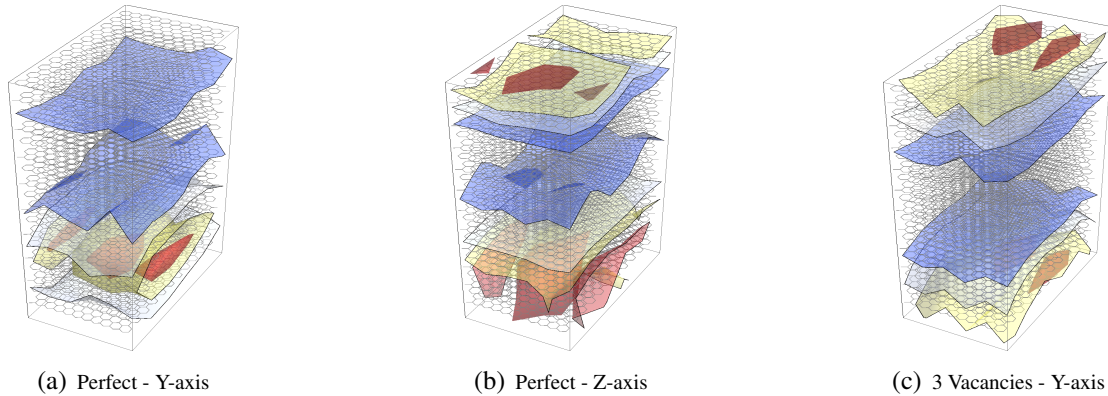 (a) Perfect - Y-axis
(b) Perfect - Z-axis
(c) 3 Vacancies - Y-axis